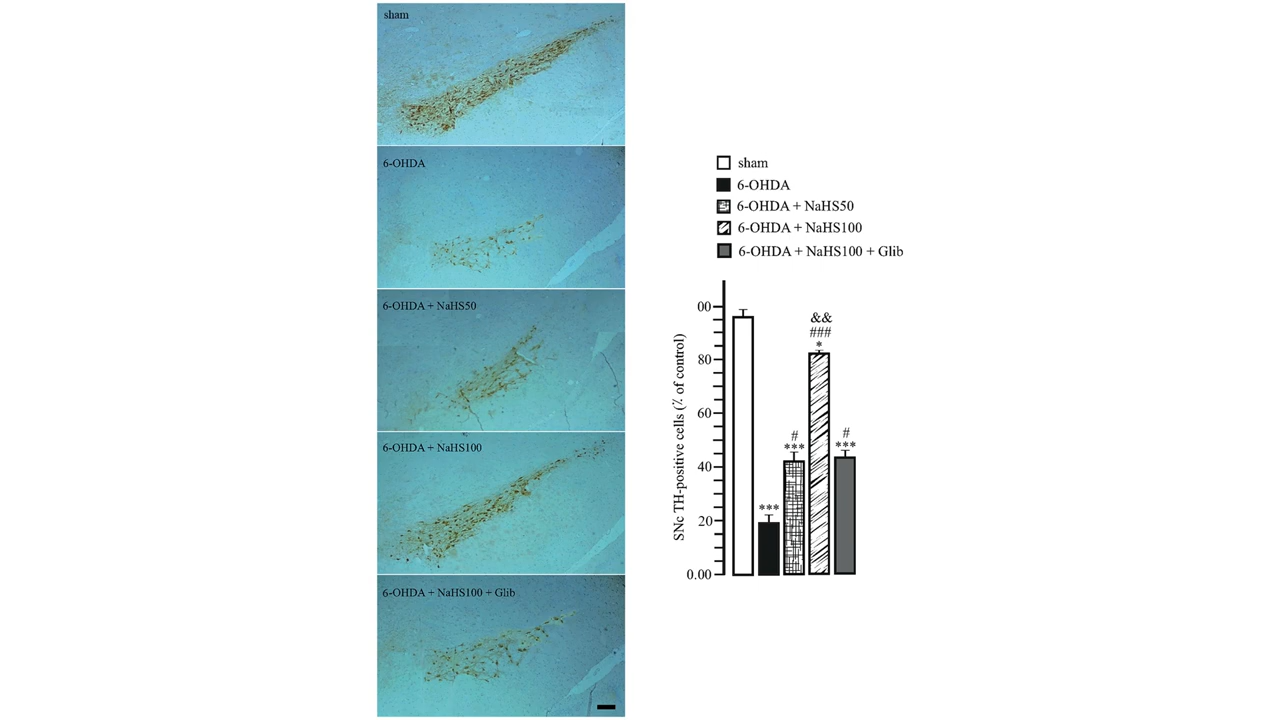 sham
6-OHDA
6-OHDA + NaHS50
6-OHDA + NaHS100
6-OHDA + NaHS100 + Glib
sham
6-OHDA
6-OHDA + NaHS50
6-OHDA + NaHS100
6-OHDA + NaHS100 + Glib
SNc TH-positive cells (% of control)
00
80
60
40
20
0.00
***
#
***
&&
###
*
#
***